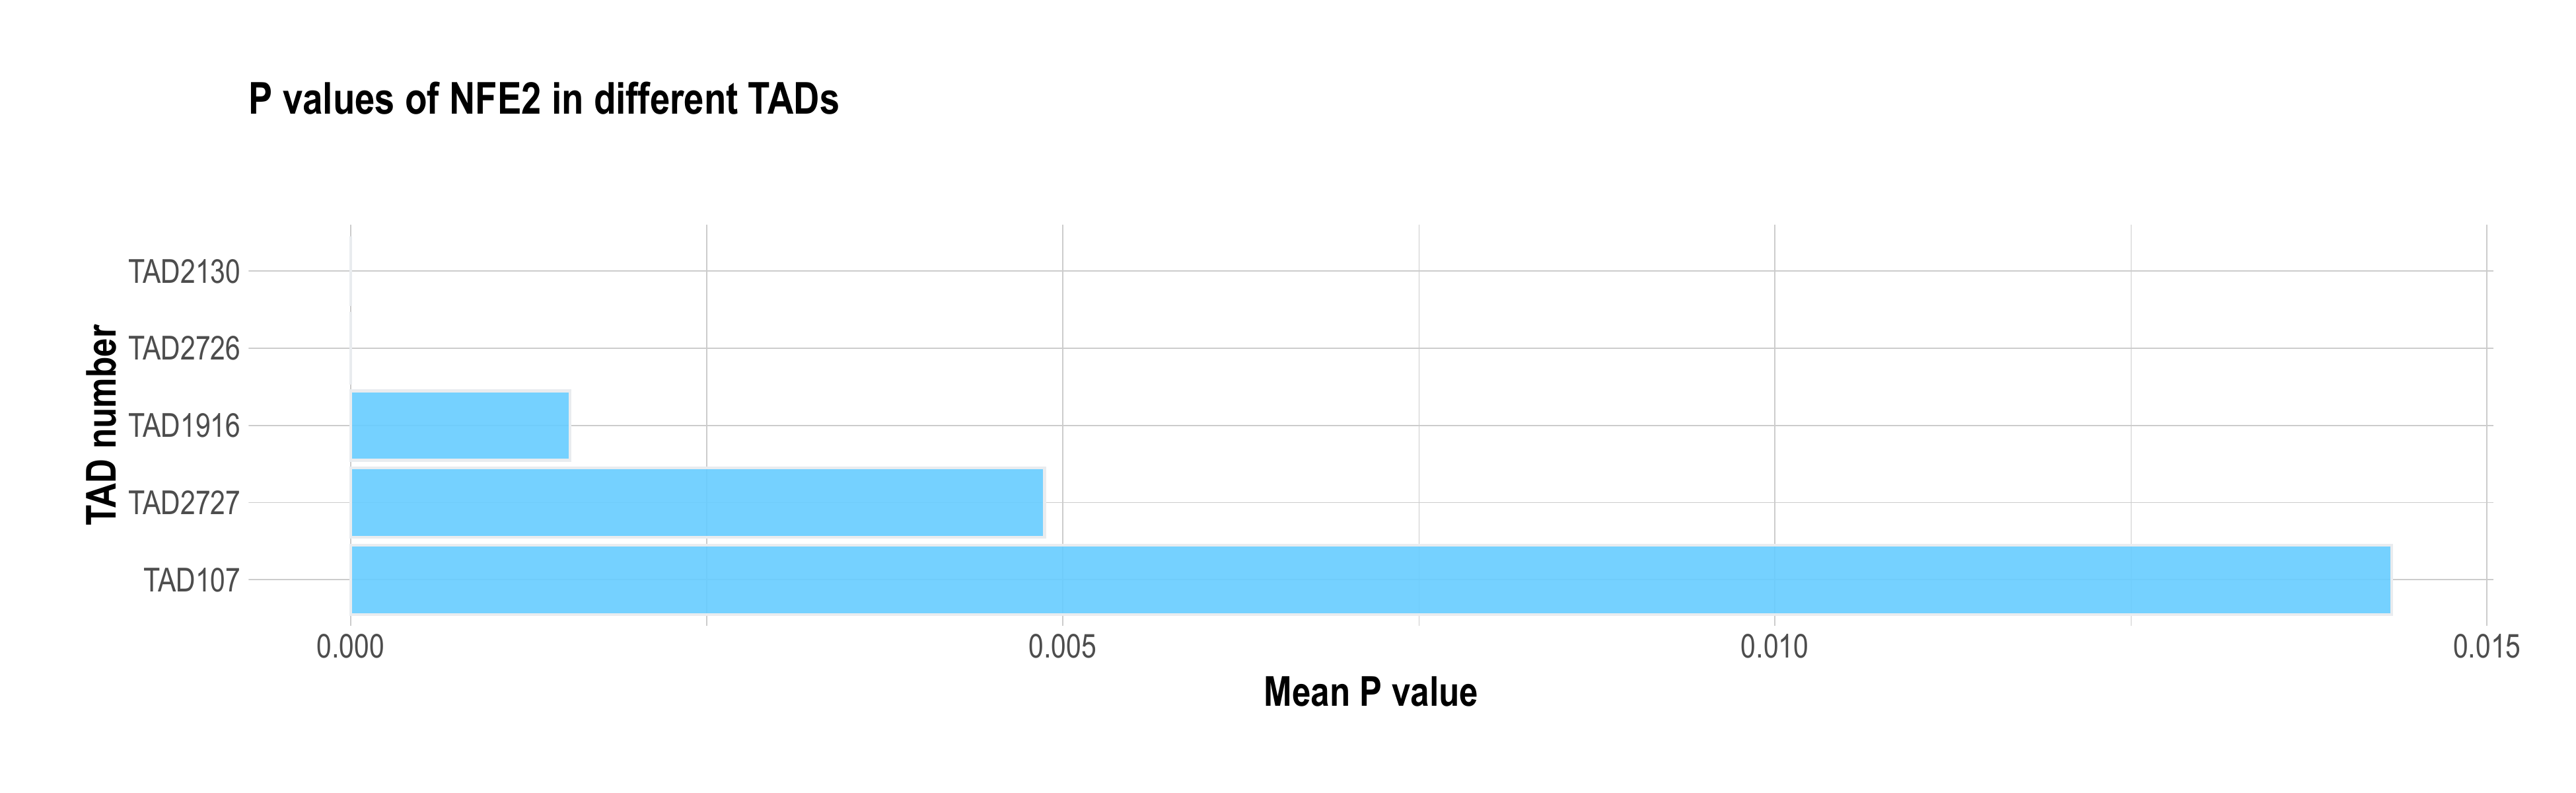 P values of NFE2 in different TADs
TAD number
TAD2130
TAD2726
TAD1916
TAD2727
TAD107
0.000 0.005 0.010 0.015
Mean P value